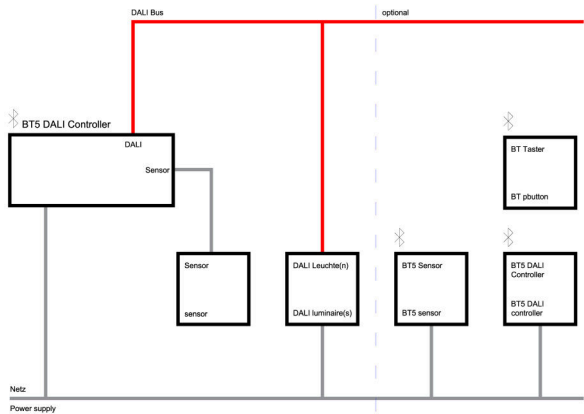 DALI Bus
optional
BT5 DALI Controller
DALI
Sensor
BT Taster
BT pbutton
Sensor
sensor
DALI Leuchte(n)
DALI luminaire(s)
BT5 Sensor
BT5 sensor
BT5 DALI
Controller
BT5 DALI
controller
Netz
Power supply